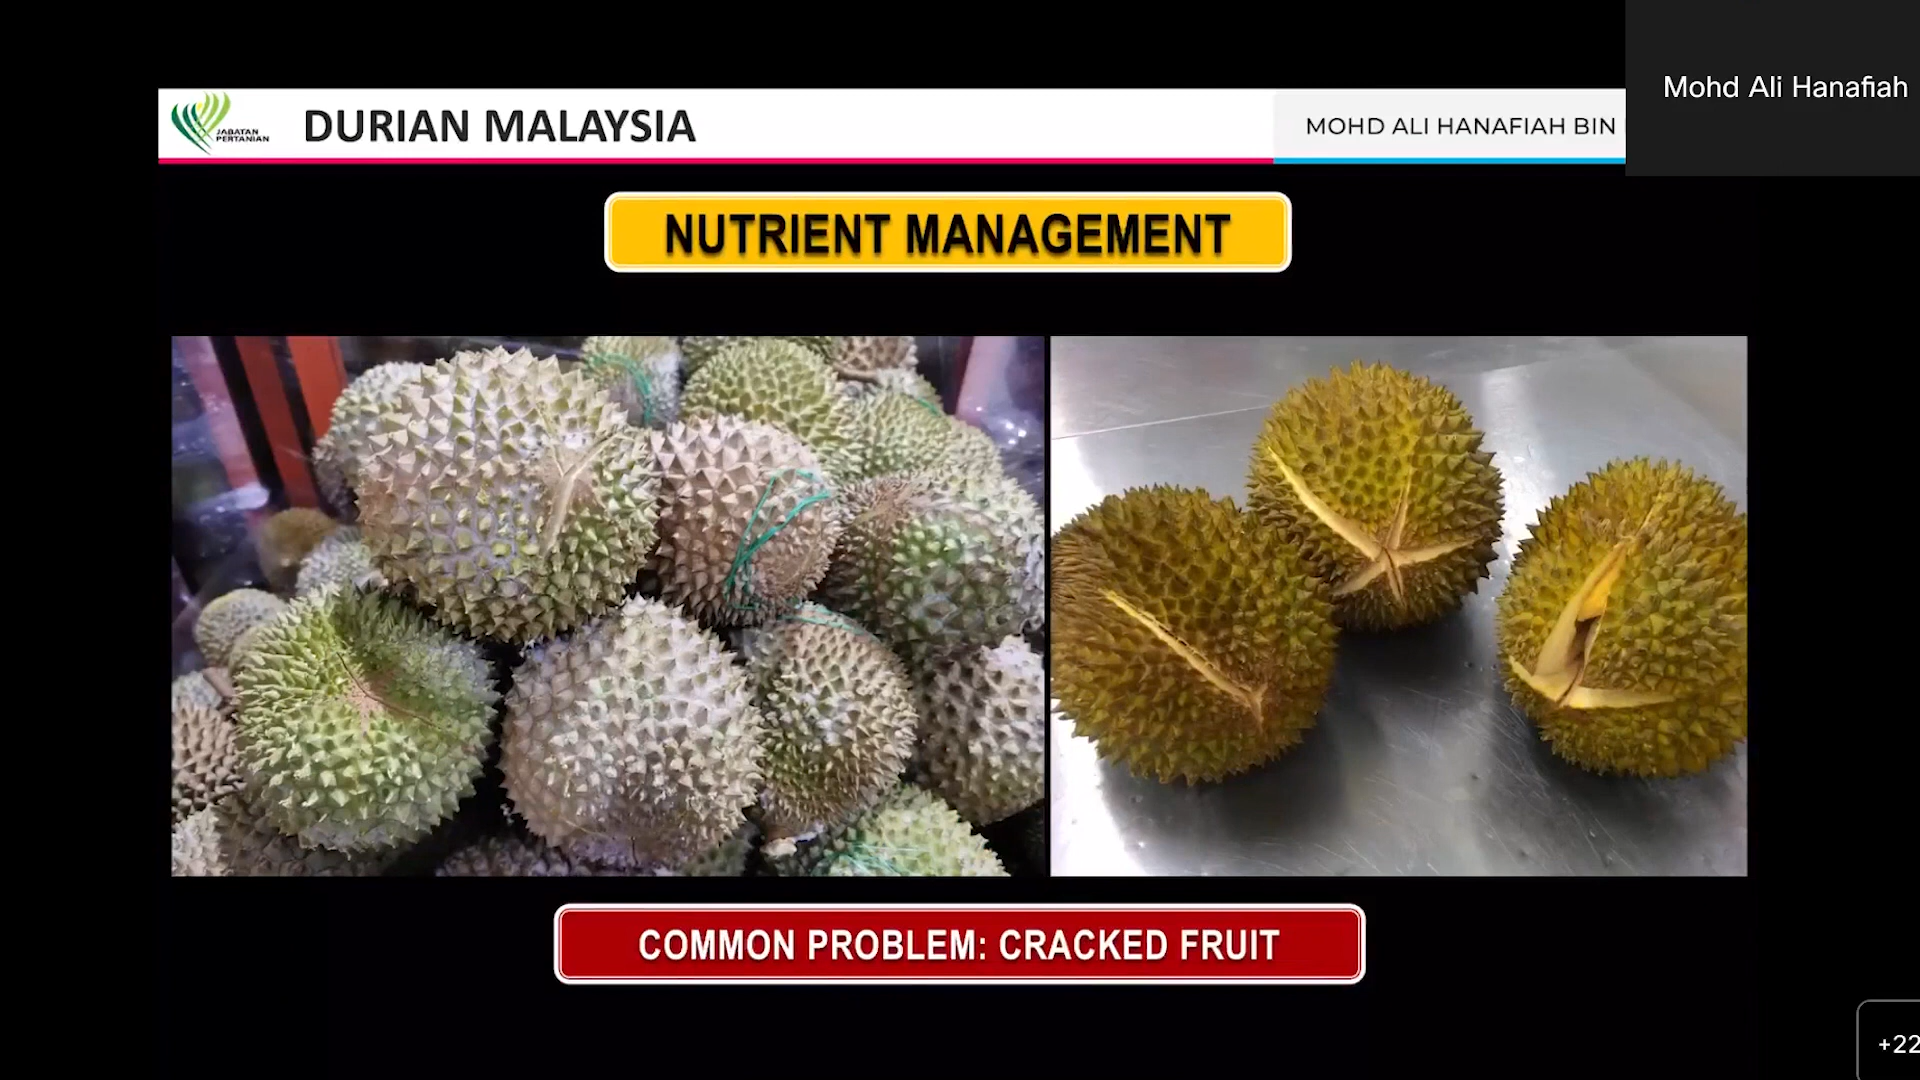 Mohd Ali Hanafiah
JABATAN
PERTANIAN
DURIAN MALAYSIA
MOHD ALI HANAFIAH BIN
NUTRIENT MANAGEMENT
COMMON PROBLEM: CRACKED FRUIT
+22